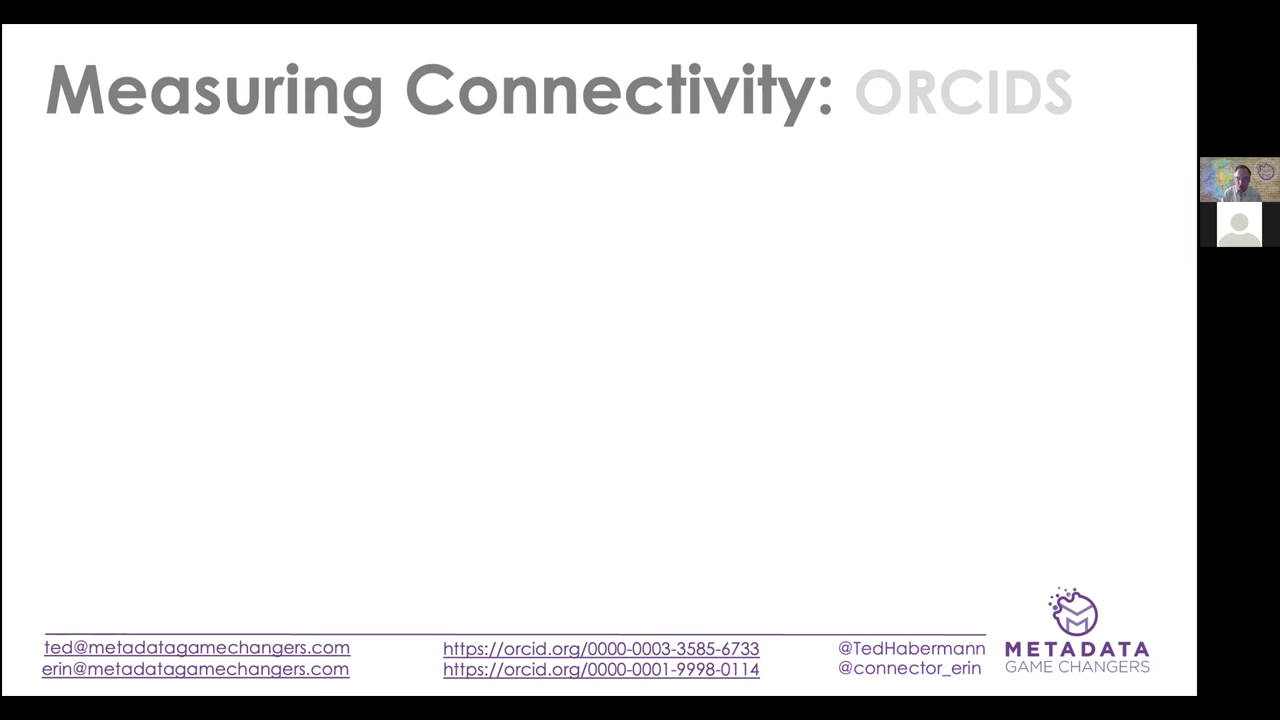 Measuring Connectivity: ORCIDS
ted@metadatagamechangers.com
erin@metadatagamechangers.com
https://orcid.org/0000-0003-3585-6733
https://orcid.org/0000-0001-9998-0114
@TedHabermann
@connector_erin
METADATA
GAME CHANGERS